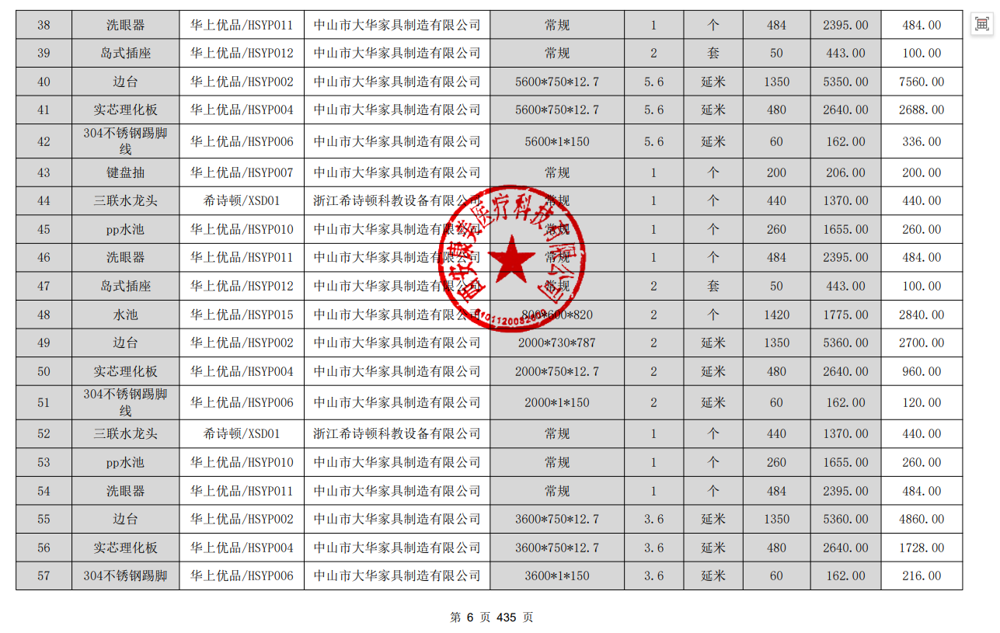 38 洗眼器 华上优品/HSYP011 中山市大华家具制造有限公司 常规 1 个 484 2395.00 484.00
39 岛式插座 华上优品/HSYP012 中山市大华家具制造有限公司 常规 2 套 50 443.00 100.00
40 边台 华上优品/HSYP002 中山市大华家具制造有限公司 5600*750*12.7 5.6 延米 1350 5350.00 7560.00
41 实芯理化板 华上优品/HSYP004 中山市大华家具制造有限公司 5600*750*12.7 5.6 延米 480 2640.00 2688.00
42 304不锈钢踢脚线 华上优品/HSYP006 中山市大华家具制造有限公司 5600*1*150 5.6 延米 60 162.00 336.00
43 键盘抽 华上优品/HSYP007 中山市大华家具制造有限公司 常规 1 个 200 206.00 200.00
44 三联水龙头 希诗顿/XSD01 浙江希诗顿科教设备有限公司 常规 1 个 440 1370.00 440.00
45 pp水池 华上优品/HSYP010 中山市大华家具制造有限公司 常规 1 个 260 1655.00 260.00
46 洗眼器 华上优品/HSYP011 中山市大华家具制造有限公司 常规 1 个 484 2395.00 484.00
47 岛式插座 华上优品/HSYP012 中山市大华家具制造有限公司 常规 2 套 50 443.00 100.00
48 水池 华上优品/HSYP015 中山市大华家具制造有限公司 800*600*820 2 个 1420 1775.00 2840.00
49 边台 华上优品/HSYP002 中山市大华家具制造有限公司 2000*730*787 2 延米 1350 5360.00 2700.00
50 实芯理化板 华上优品/HSYP004 中山市大华家具制造有限公司 2000*750*12.7 2 延米 480 2640.00 960.00
51 304不锈钢踢脚线 华上优品/HSYP006 中山市大华家具制造有限公司 2000*1*150 2 延米 60 162.00 120.00
52 三联水龙头 希诗顿/XSD01 浙江希诗顿科教设备有限公司 常规 1 个 440 1370.00 440.00
53 pp水池 华上优品/HSYP010 中山市大华家具制造有限公司 常规 1 个 260 1655.00 260.00
54 洗眼器 华上优品/HSYP011 中山市大华家具制造有限公司 常规 1 个 484 2395.00 484.00
55 边台 华上优品/HSYP002 中山市大华家具制造有限公司 3600*750*12.7 3.6 延米 1350 5360.00 4860.00
56 实芯理化板 华上优品/HSYP004 中山市大华家具制造有限公司 3600*750*12.7 3.6 延米 480 2640.00 1728.00
57 304不锈钢踢脚 华上优品/HSYP006 中山市大华家具制造有限公司 3600*1*150 3.6 延米 60 162.00 216.00
西安康美医疗科技有限公司
第 6 页 435 页